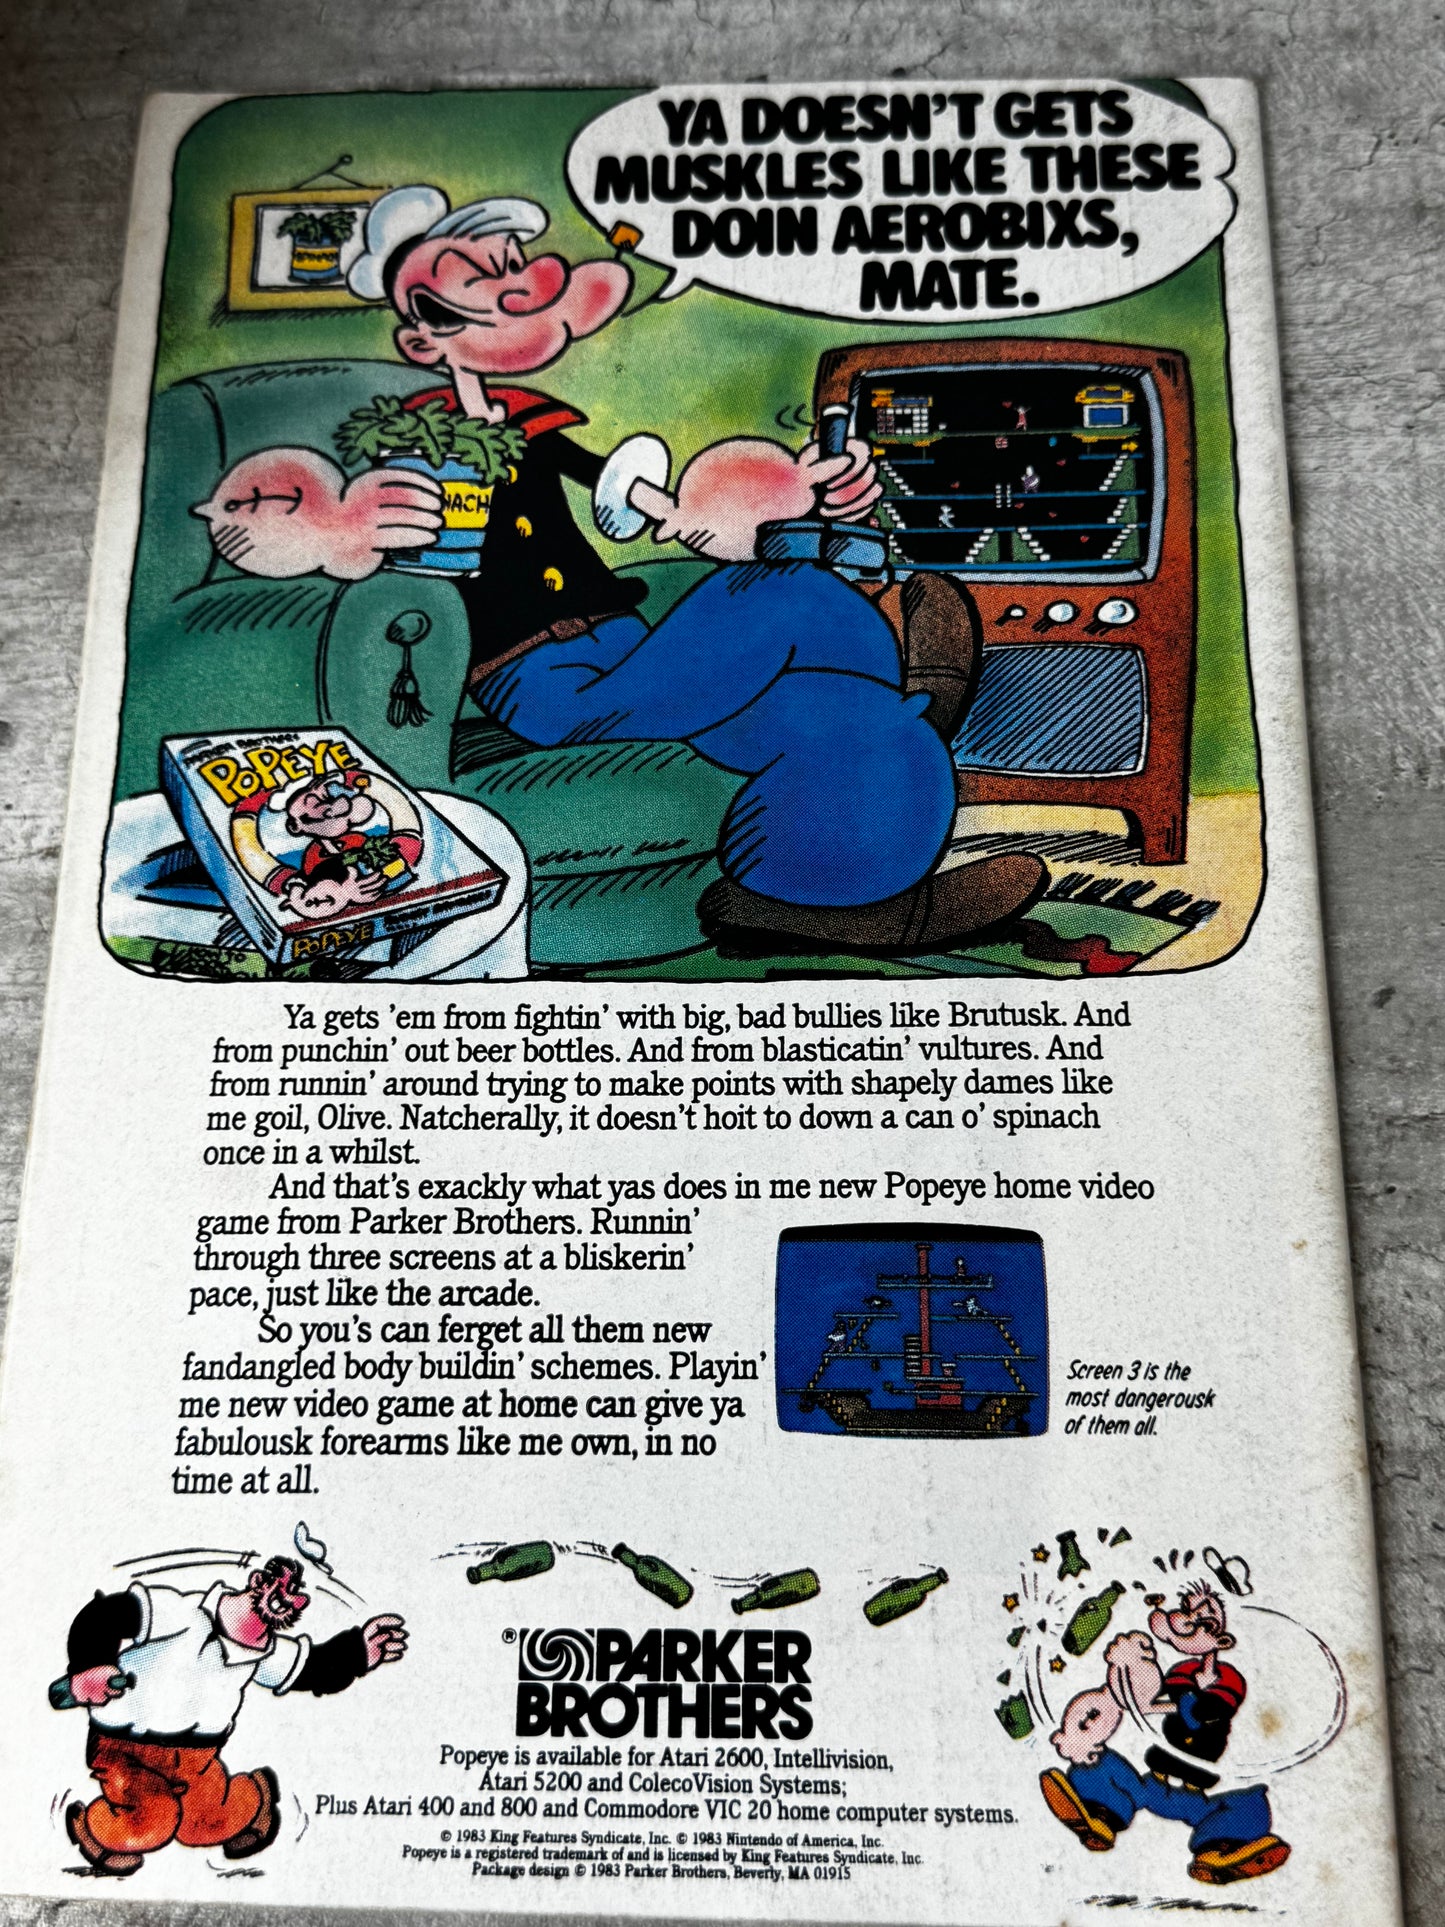 YA DOESN'T GETS
MUSKLES LIKE THESE
DOIN AEROBIXS,
MATE.
SPINACH
NACH
PARKER BROTHERS
POPEYE
POPEYE
Ya gets 'em from fightin' with big, bad bullies like Brutusk. And
from punchin' out beer bottles. And from blasticatin' vultures. And
from runnin' around trying to make points with shapely dames like
me goil, Olive. Natcherally, it doesn't hoit to down a can o' spinach
once in a whilst.
And that's exackly what yas does in me new Popeye home video
game from Parker Brothers. Runnin'
through three screens at a bliskerin'
pace, just like the arcade.
So you's can ferget all them new
fandangled body buildin' schemes. Playin'
me new video game at home can give ya
fabulousk forearms like me own, in no
time at all.
Screen 3 is the
most dangerousk
of them all.
® PARKER
BROTHERS
Popeye is available for Atari 2600, Intellivision,
Atari 5200 and ColecoVision Systems;
Plus Atari 400 and 800 and Commodore VIC 20 home computer systems.
© 1983 King Features Syndicate, Inc. © 1983 Nintendo of America, Inc.
Popeye is a registered trademark of and is licensed by King Features Syndicate, Inc.
Package design © 1983 Parker Brothers, Beverly, MA 01915